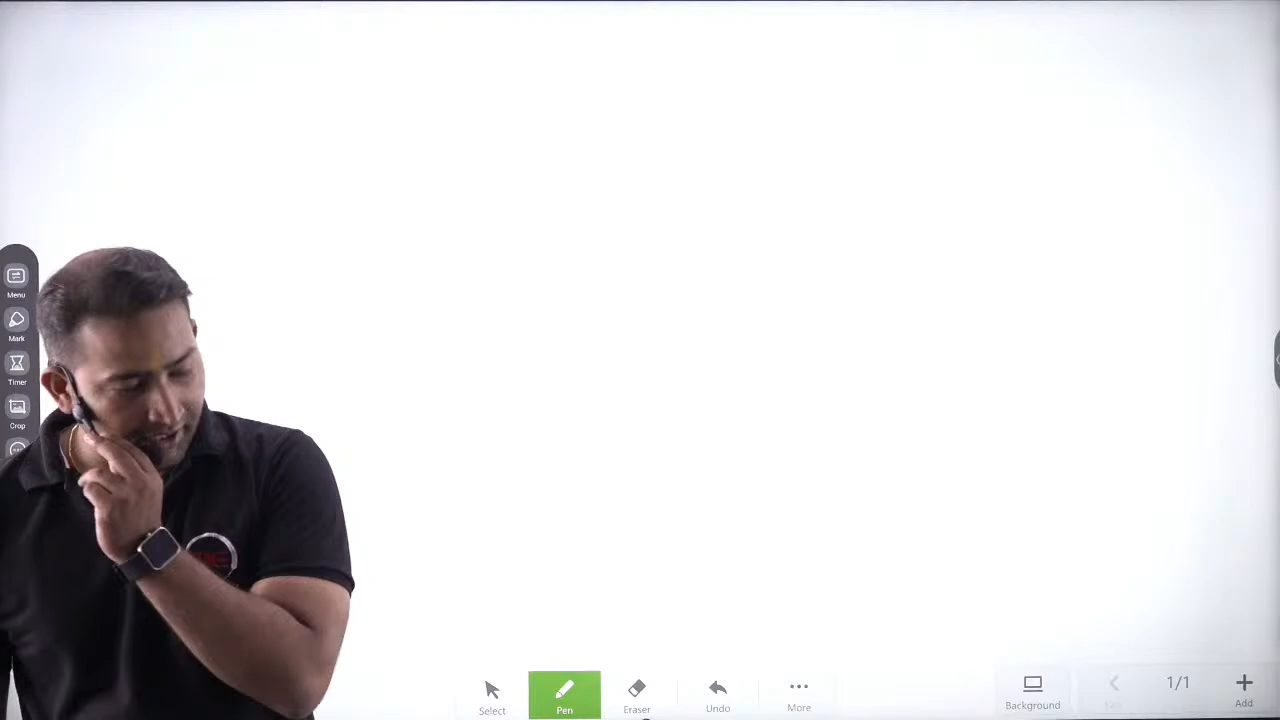 Menu
Mark
Timer
Crop
Select
Pen
Eraser
Undo
More
Background
1/1
Add